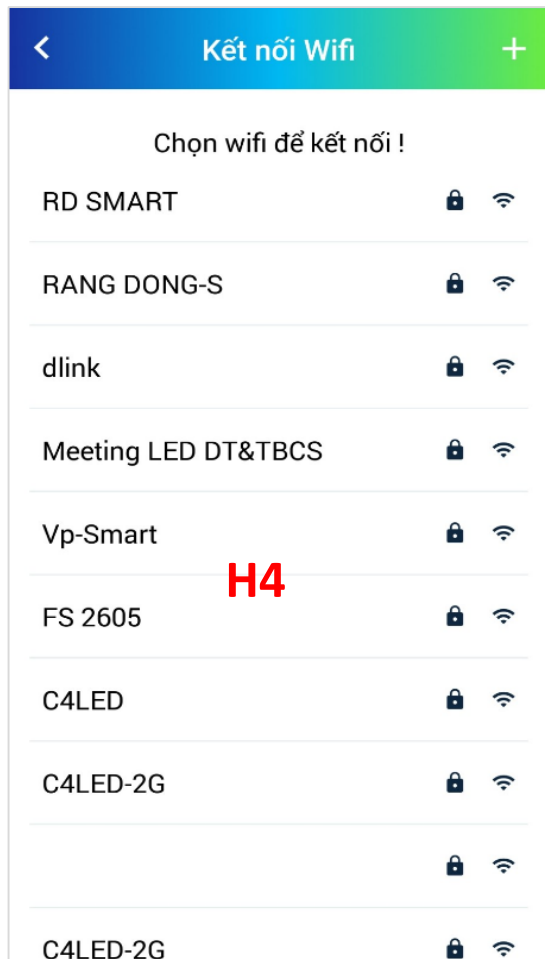 Kết nối Wifi
Chọn wifi để kết nối !
RD SMART
RANG DONG-S
dlink
Meeting LED DT&TBCS
Vp-Smart
H4
FS 2605
C4LED
C4LED-2G
C4LED-2G